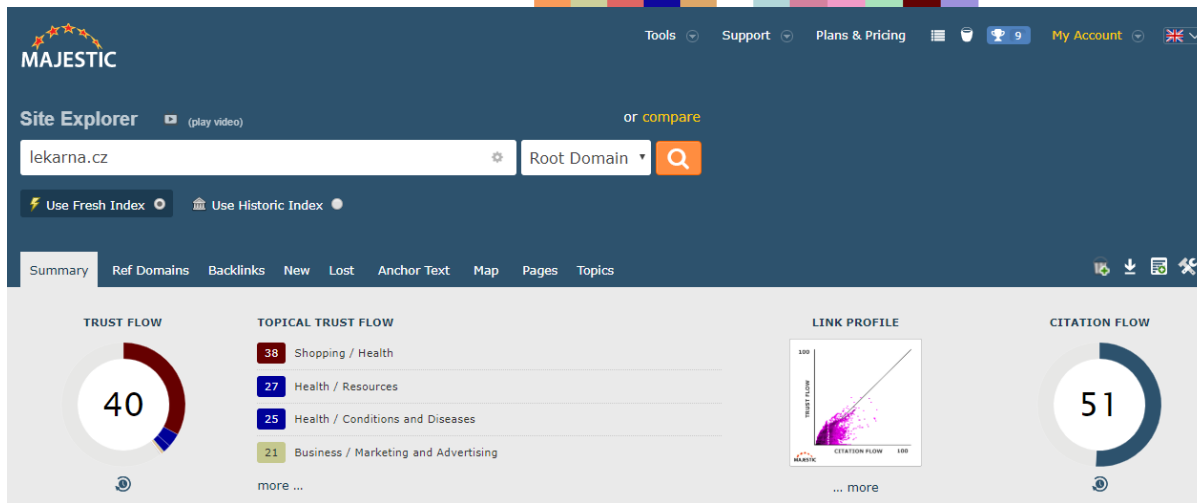 MAJESTIC
Tools Support Plans & Pricing 9 My Account
Site Explorer (play video) or compare
lekarna.cz Root Domain
Use Fresh Index Use Historic Index
Summary Ref Domains Backlinks New Lost Anchor Text Map Pages Topics
TRUST FLOW
40
TOPICAL TRUST FLOW
38 Shopping / Health
27 Health / Resources
25 Health / Conditions and Diseases
21 Business / Marketing and Advertising
more ...
LINK PROFILE
100
TRUST FLOW
MAJESTIC
CITATION FLOW 100
... more
CITATION FLOW
51